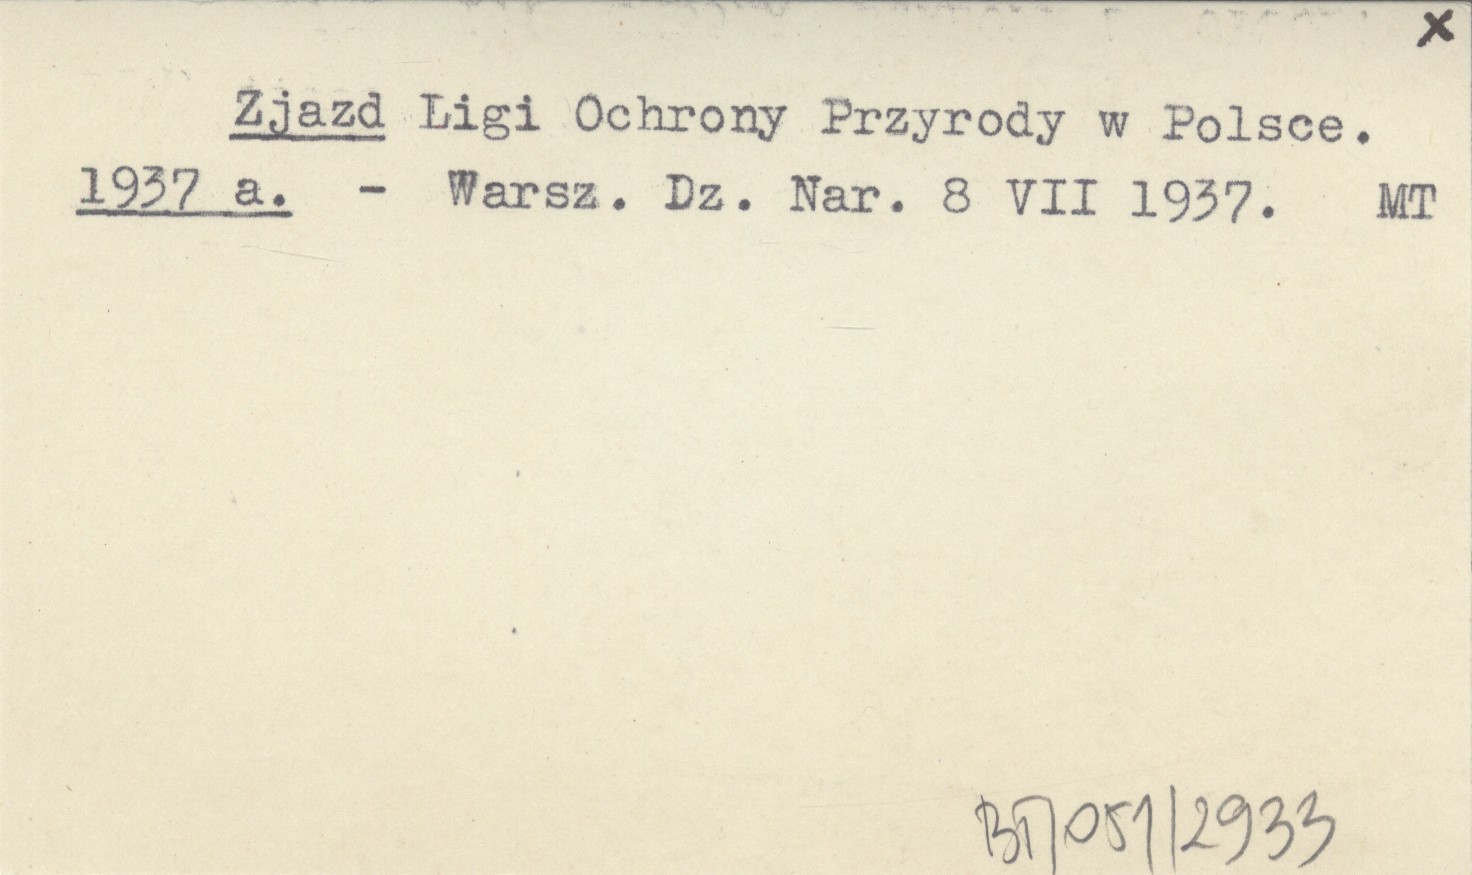 x
Zjazd Ligi Ochrony Przyrody w Polsce.
1937 a. - Warsz. Dz. Nar. 8 VII 1937. MT
BT/051/2933